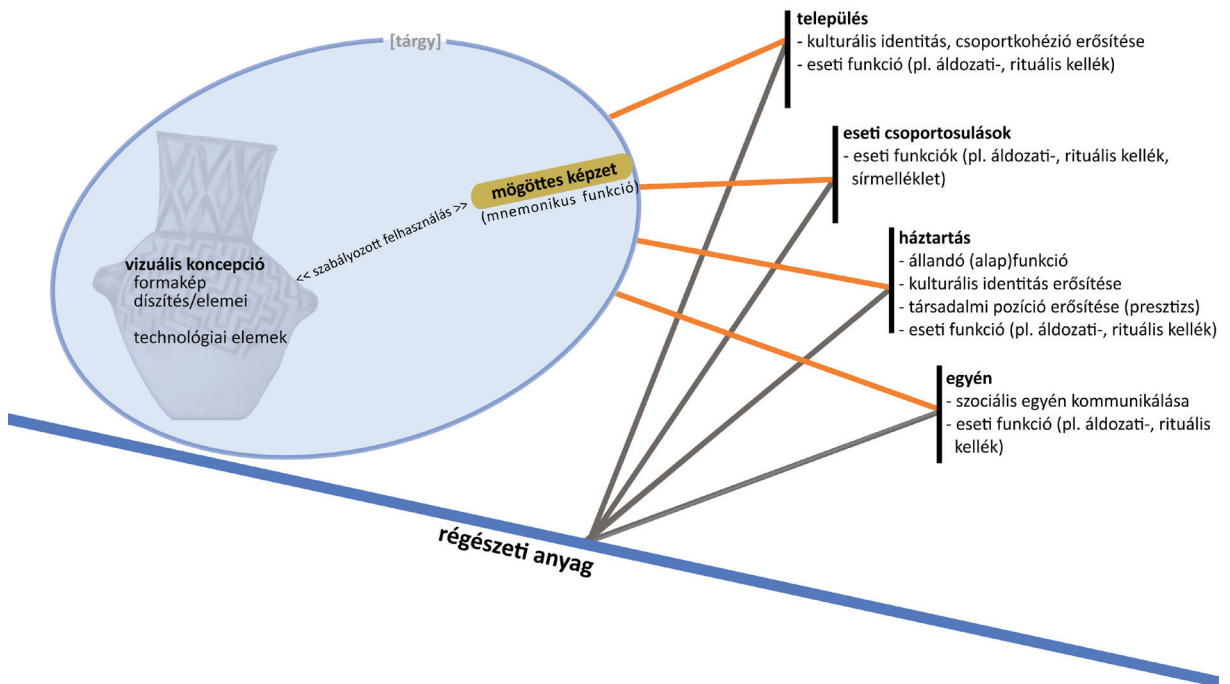 [tárgy]
vizuális koncepció
formakép
díszítés/elemei
technológiai elemek
<< szabályozott felhasználás >>
mögöttes képzet
(mnemonikus funkció)
település
- kulturális identitás, csoportkohézió erősítése
- eseti funkció (pl. áldozati-, rituális kellék)
eseti csoportosulások
- eseti funkciók (pl. áldozati-, rituális kellék,
sírmelléklet)
háztartás
- állandó (alap)funkció
- kulturális identitás erősítése
- társadalmi pozíció erősítése (presztizs)
- eseti funkció (pl. áldozati-, rituális kellék)
egyén
- szociális egyén kommunikálása
- eseti funkció (pl. áldozati-, rituális
kellék)
régészeti anyag